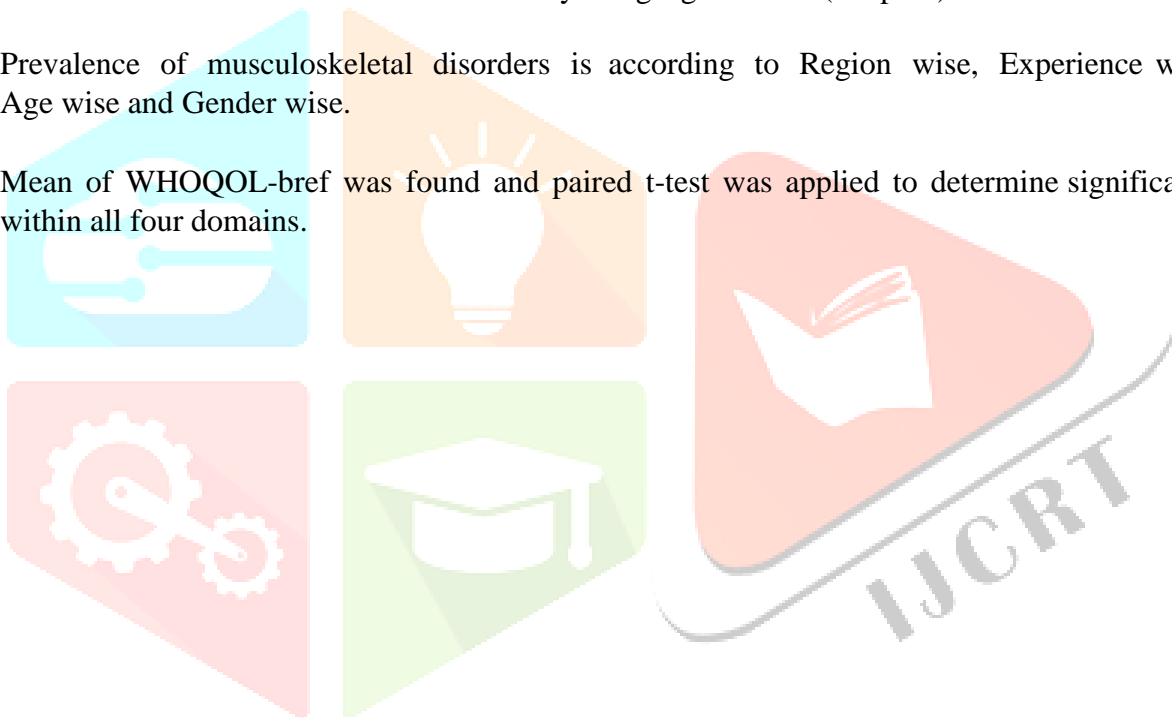 Prevalence of musculoskeletal disorders is according to Region wise, Experience
Age wise and Gender wise.
Mean of WHOQOL-bref was found and paired t-test was applied to determine
within all four domains.
IJCRT